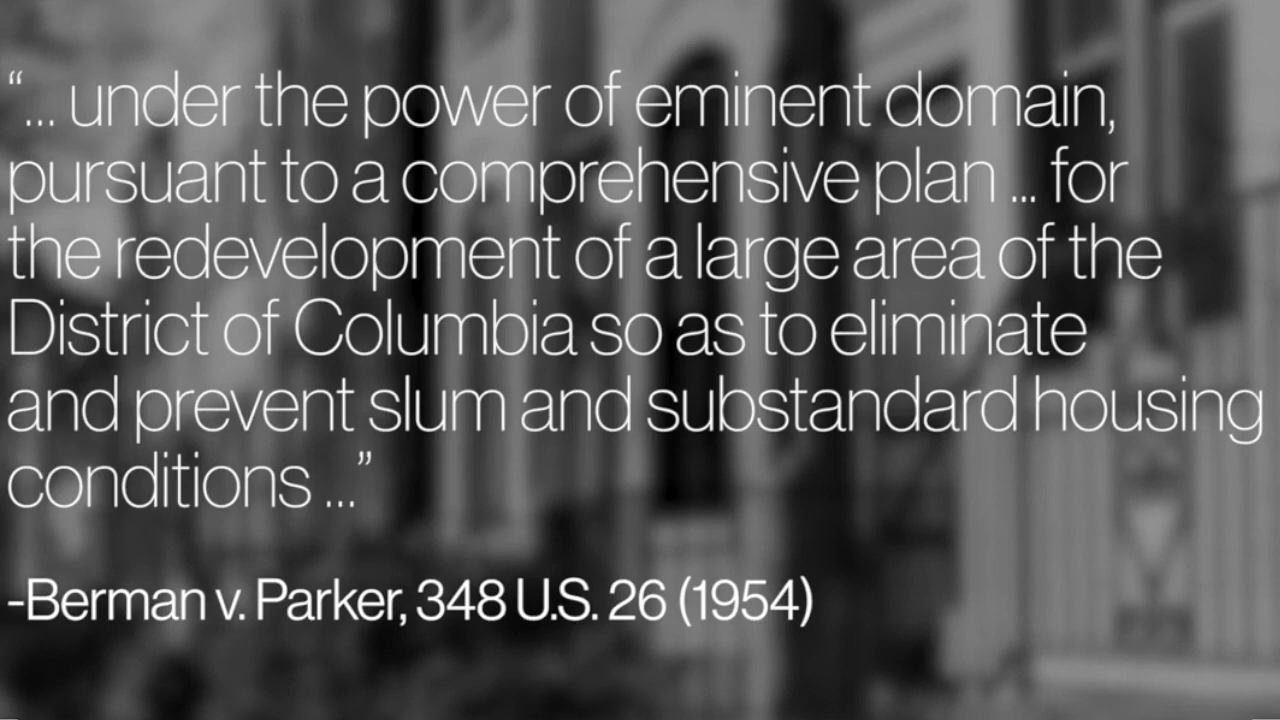 “... under the power of eminent domain,
pursuant to a comprehensive plan ... for
the redevelopment of a large area of the
District of Columbia so as to eliminate
and prevent slum and substandard housing
conditions ...”
-Berman v. Parker, 348 U.S. 26 (1954)